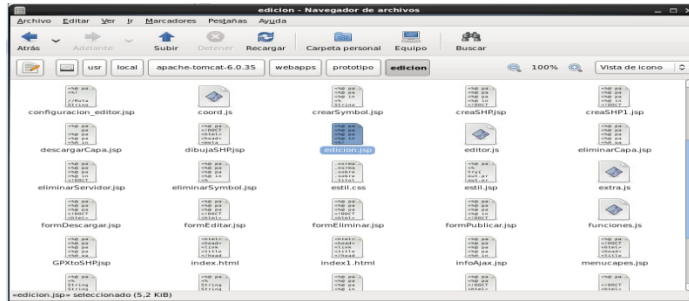 edicion - Navegador de archivos
Archivo Editar Ver Ir Marcadores Pestañas Ayuda
Atrás Adelante Subir Detener Recargar Carpeta personal Equipo Buscar
usr local apache-tomcat-6.0.35 webapps prototipo edicion 100% Vista de icono
configuracion_editor.jsp coord.js crearSymbol.jsp creaSHP.jsp creaSHP1.jsp
descargarCapa.jsp dibujaSHP.jsp edicion.jsp editor.js eliminarCapa.jsp
eliminarServidor.jsp eliminarSymbol.jsp estil.css estil.jsp extra.js
formDescargar.jsp formEditar.jsp formEliminar.jsp formPublicar.jsp funciones.js
GPXtoSHP.jsp index.html index1.html infoAjax.jsp menucapes.jsp
«edicion.jsp» seleccionado (5,2 KiB)